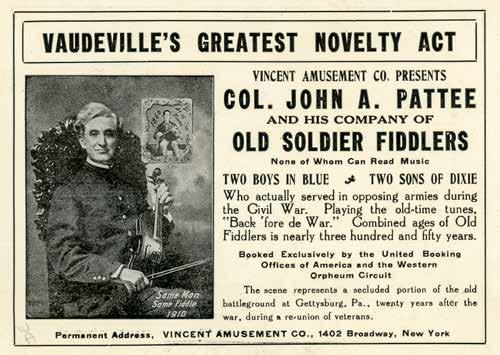 VAUDEVILLE'S GREATEST NOVELTY ACT
VINCENT AMUSEMENT CO. PRESENTS
COL. JOHN A. PATTEE
AND HIS COMPANY OF
OLD SOLDIER FIDDLERS
None of Whom Can Read Music
TWO BOYS IN BLUE TWO SONS OF DIXIE
Who actually served in opposing armies during
the Civil War. Playing the old-time tunes,
"Back 'fore de War." Combined ages of Old
Fiddlers is nearly three hundred and fifty years.
Booked Exclusively by the United Booking
Offices of America and the Western
Orpheum Circuit
The scene represents a secluded portion of the old
battleground at Gettysburg, Pa., twenty years after the
war, during a re-union of veterans.
Same Man
Same Fiddle
1910
Permanent Address, VINCENT AMUSEMENT CO., 1402 Broadway, New York